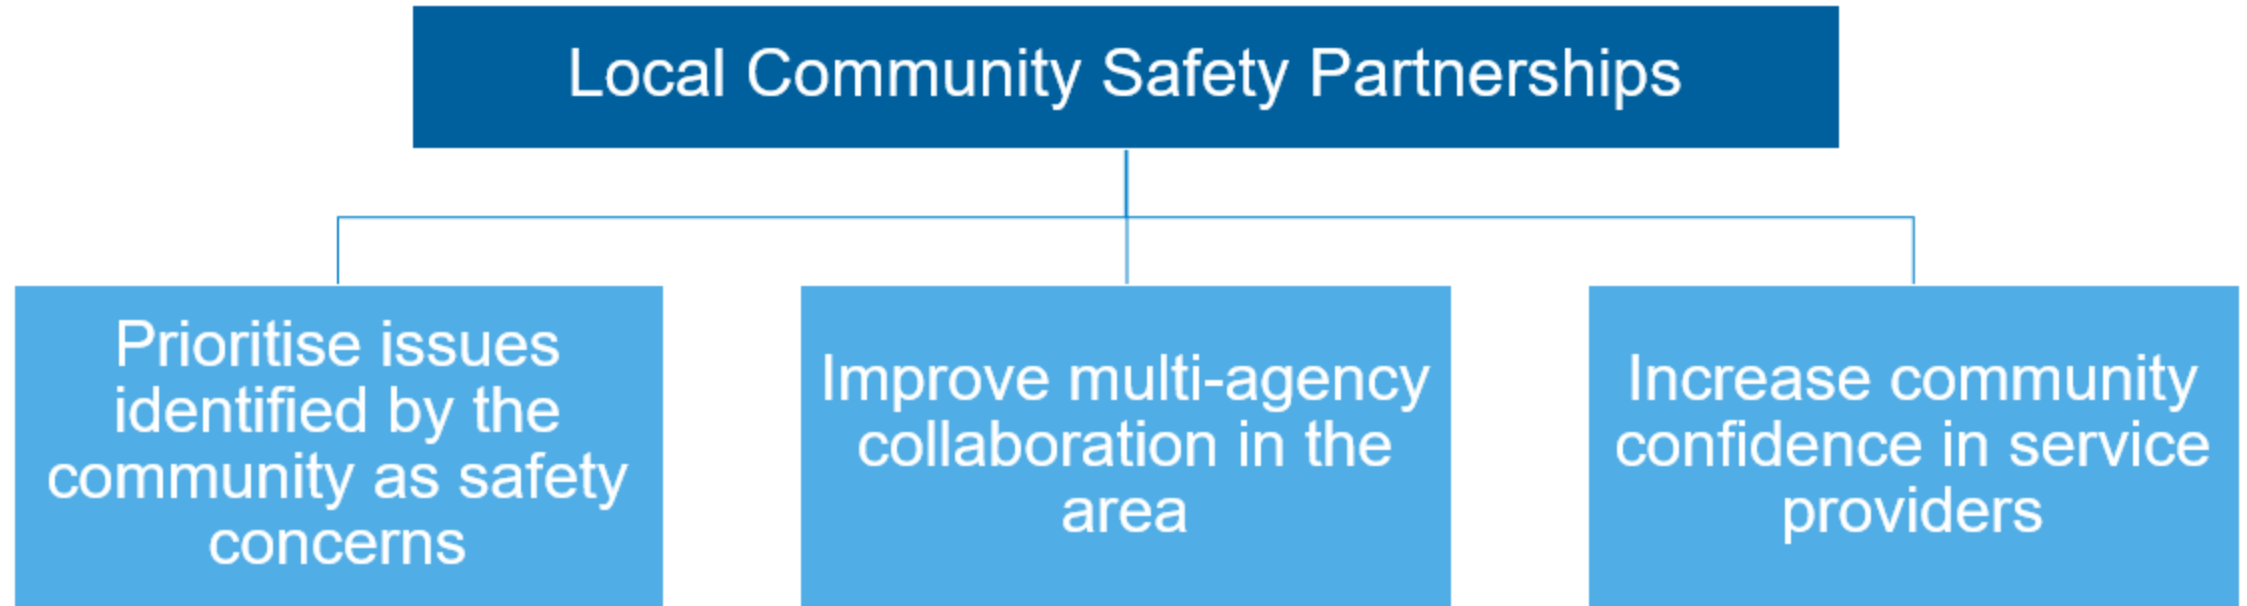 Local Community Safety Partnerships
Prioritise issues
identified by the
community as safety
concerns
Improve multi-agency
collaboration in the
area
Increase community
confidence in service
providers